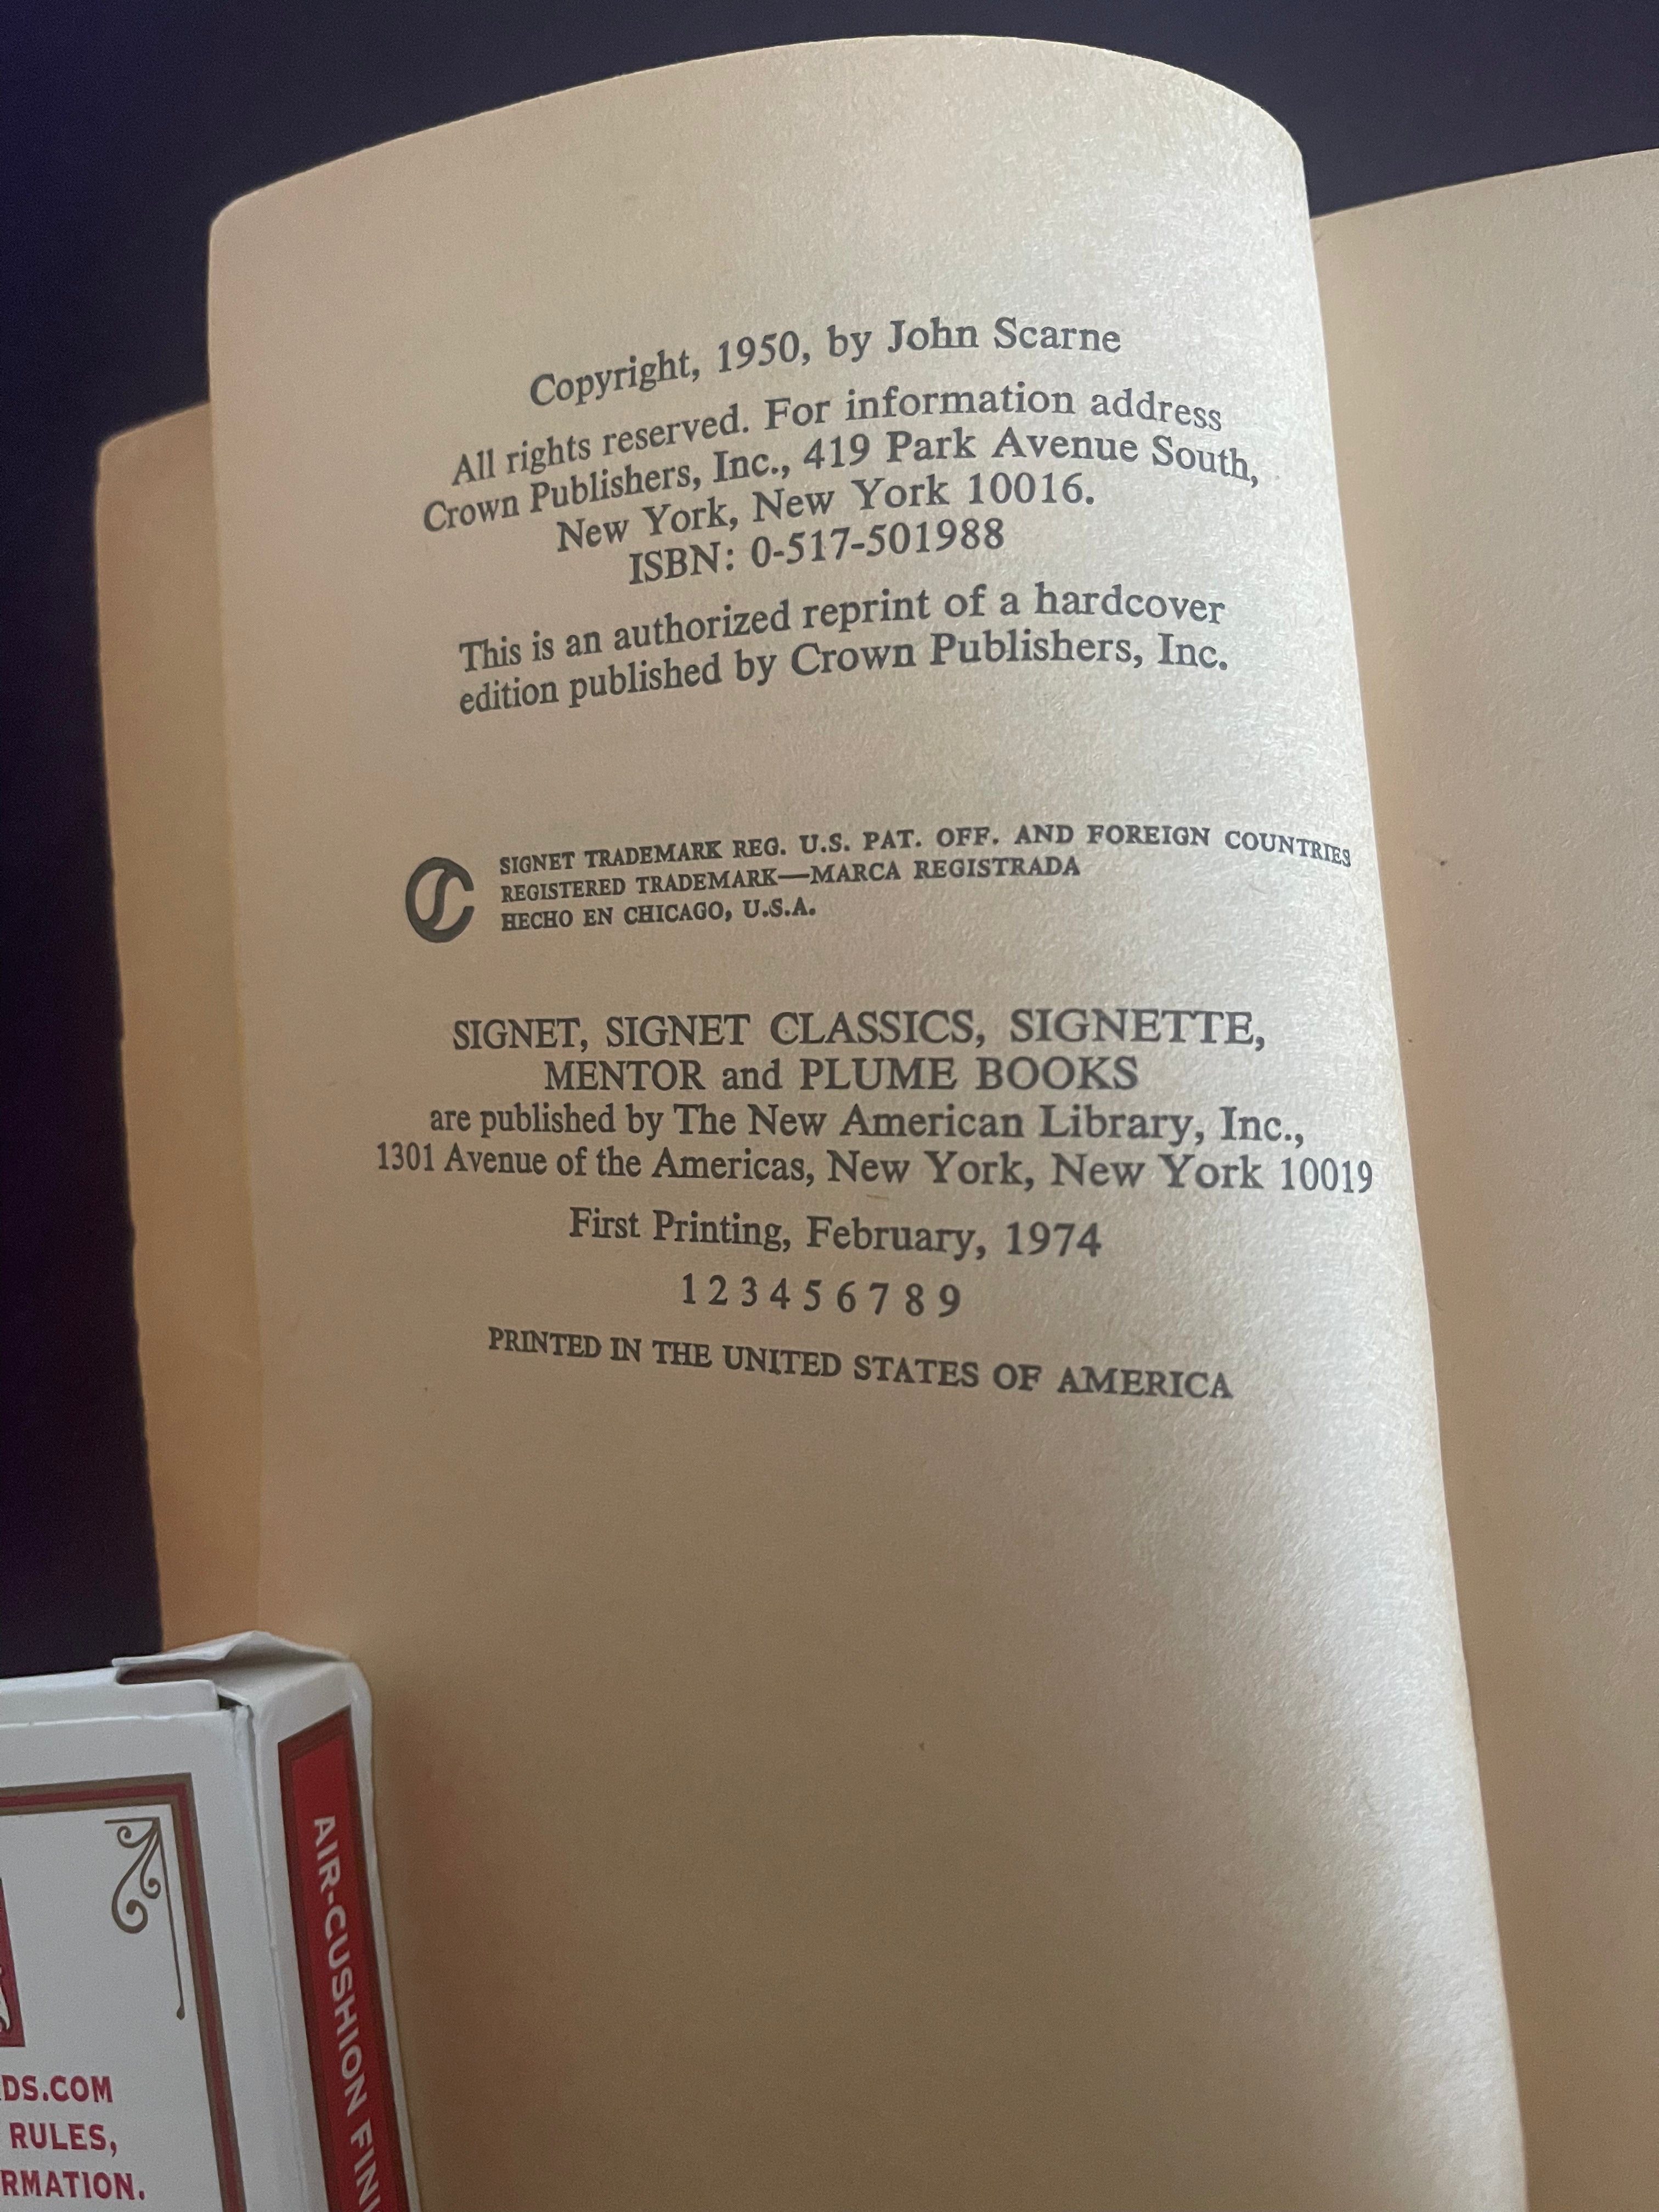 Copyright, 1950, by John Scarne
All rights reserved. For information address
Crown Publishers, Inc., 419 Park Avenue South,
New York, New York 10016.
ISBN: 0-517-501988
This is an authorized reprint of a hardcover
edition published by Crown Publishers, Inc.
SIGNET TRADEMARK REG. U.S. PAT. OFF. AND FOREIGN COUNTRIES
REGISTERED TRADEMARK—MARCA REGISTRADA
HECHO EN CHICAGO, U.S.A.
SIGNET, SIGNET CLASSICS, SIGNETTE,
MENTOR and PLUME BOOKS
are published by The New American Library, Inc.,
1301 Avenue of the Americas, New York, New York 10019
First Printing, February, 1974
1 2 3 4 5 6 7 8 9
PRINTED IN THE UNITED STATES OF AMERICA
AIR-CUSHION FINI
DS.COM
RULES,
RMATION.